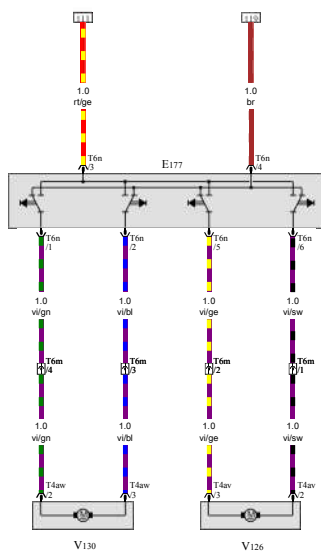 1.0 1.0
rt/ge br
T6n T6n
/3 /4
E177
T6n T6n T6n T6n
/1 /2 /5 /6
1.0 1.0 1.0 1.0
vi/gn vi/bl vi/ge vi/sw
T6m T6m T6m T6m
/4 /3 /2 /1
1.0 1.0 1.0 1.0
vi/gn vi/bl vi/ge vi/sw
T4aw T4aw T4av T4av
/2 /3 /3 /2
M M
V130 V126